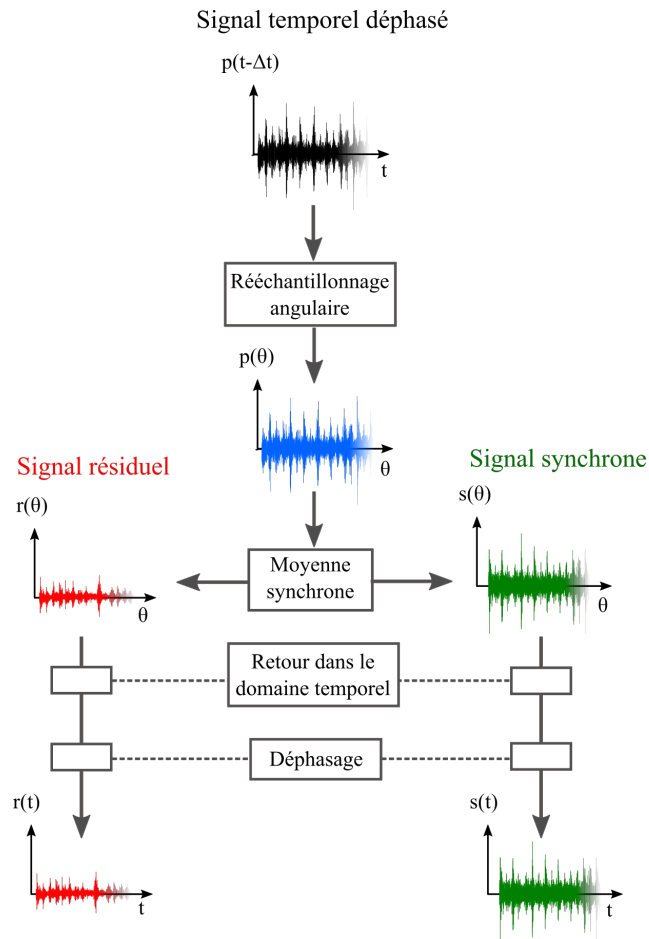 Signal temporel déphasé
p(t-Δt)
t
Rééchantillonnage
angulaire
p(θ)
θ
Signal résiduel
Signal synchrone
r(θ)
s(θ)
Moyenne
synchrone
θ
θ
Retour dans le
domaine temporel
Déphasage
r(t)
s(t)
t
t